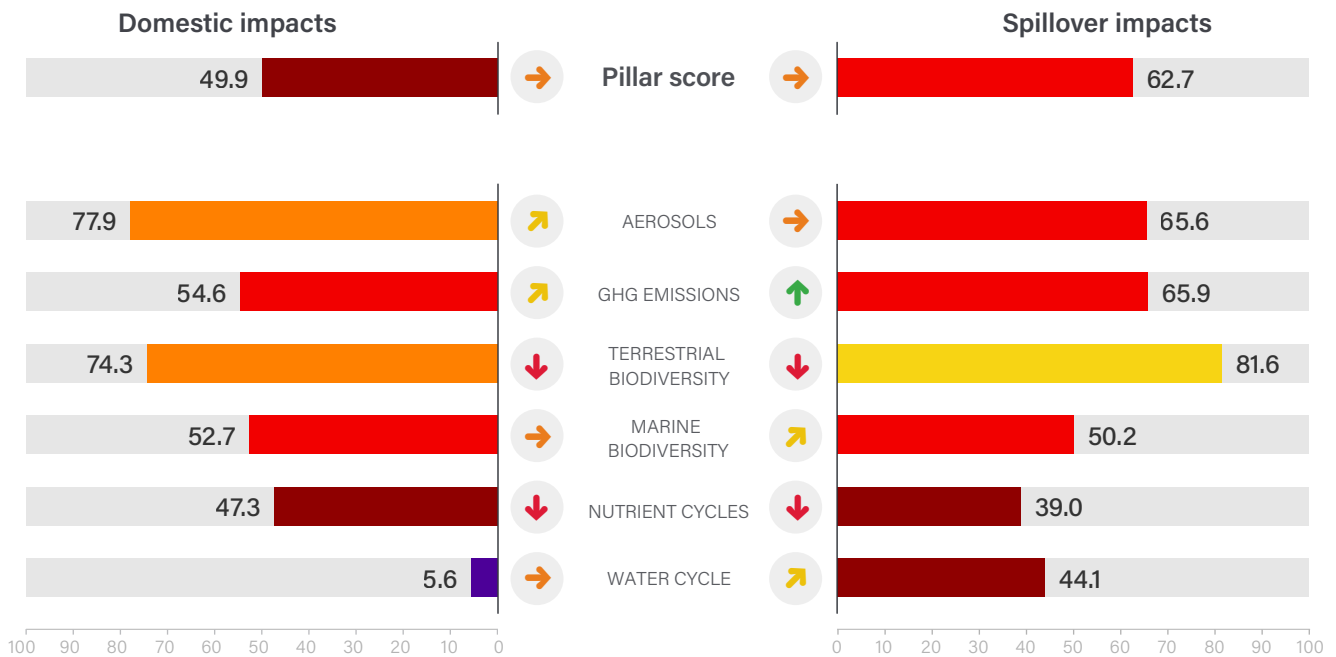 Domestic impacts
Spillover impacts
49.9
Pillar score
62.7
77.9
AEROSOLS
65.6
54.6
GHG EMISSIONS
65.9
74.3
TERRESTRIAL
BIODIVERSITY
81.6
52.7
MARINE
BIODIVERSITY
50.2
47.3
NUTRIENT CYCLES
39.0
5.6
WATER CYCLE
44.1
100 90 80 70 60 50 40 30 20 10 0
0 10 20 30 40 50 60 70 80 90 100